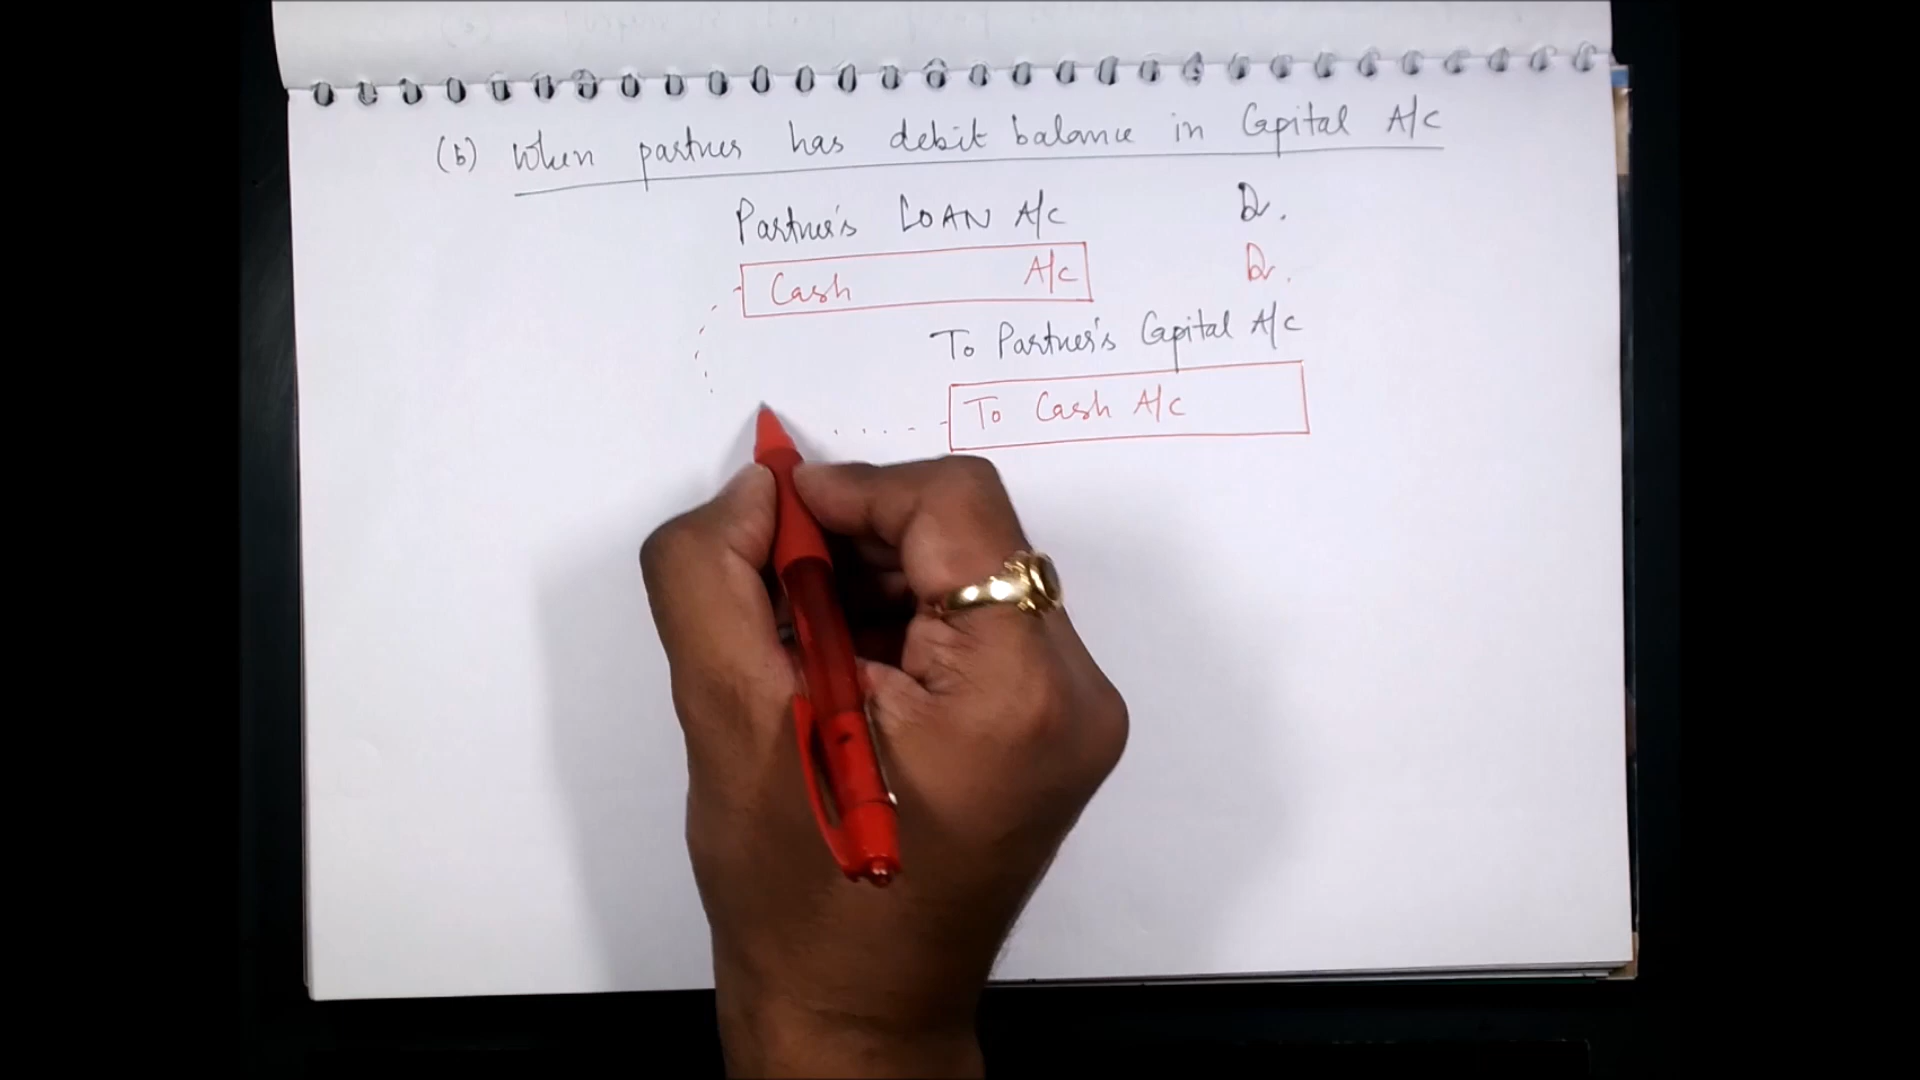 (b) When partner has debit balance in Capital A/c
Partner's LOAN A/c Dr.
Cash A/c Dr.
To Partner's Capital A/c
To Cash A/c